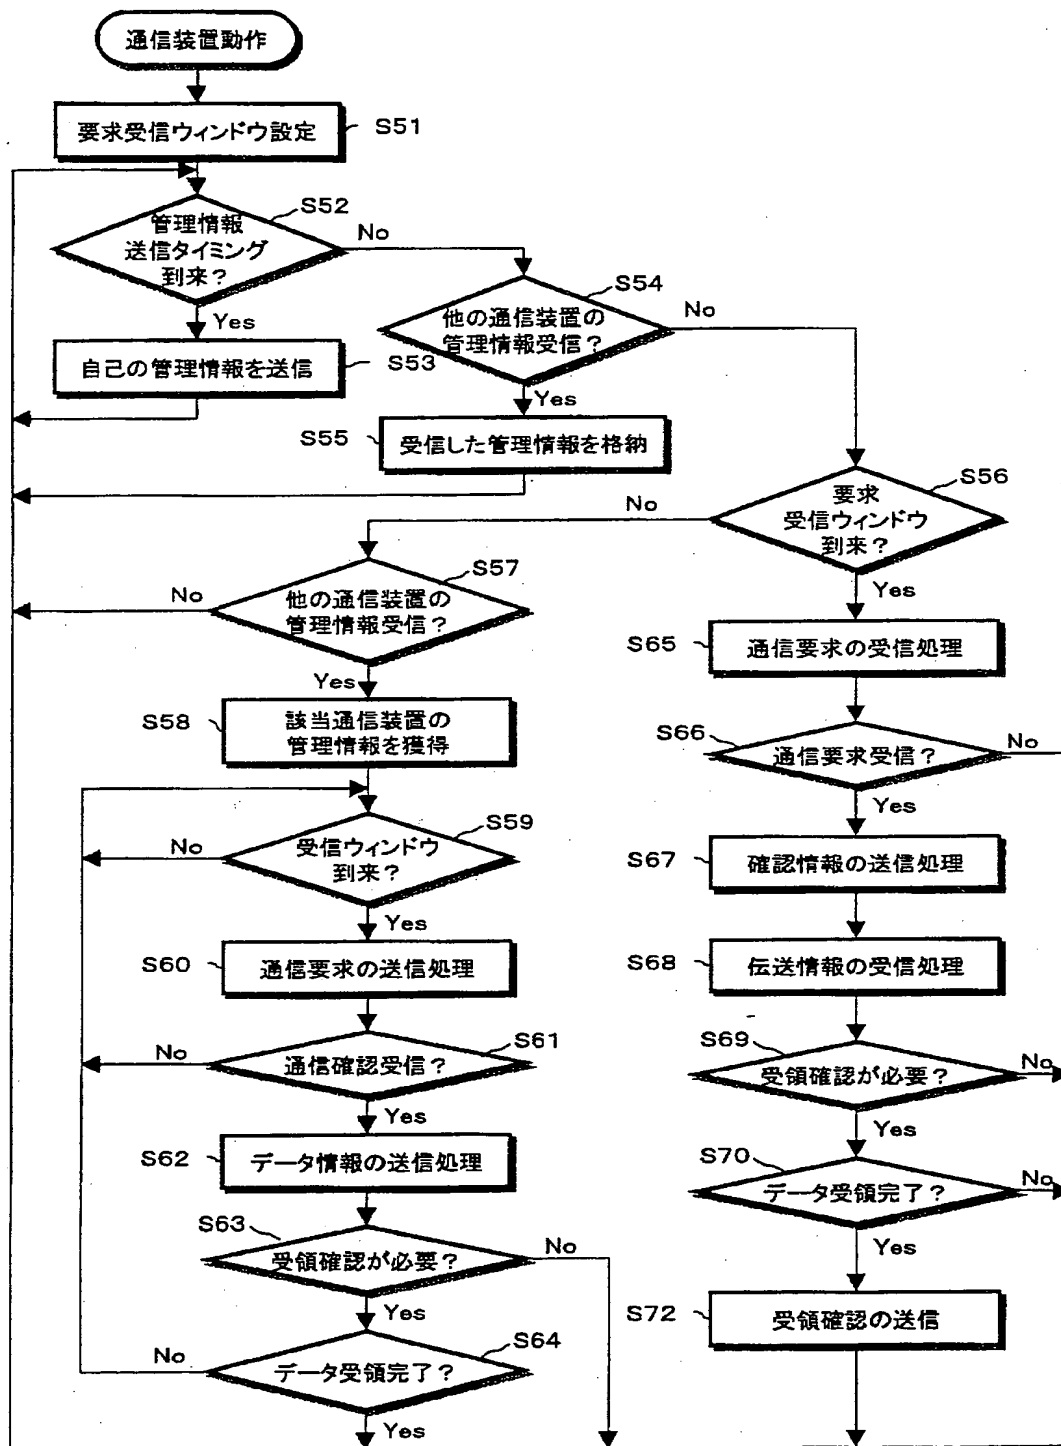 通信装置動作
要求受信ウィンドウ設定
S51
管理情報
送信タイミング
到来?
S52
No
Yes
自己の管理情報を送信
S53
他の通信装置の
管理情報受信?
S54
No
Yes
S55
受信した管理情報を格納
要求
受信ウィンドウ
到来?
S56
No
Yes
他の通信装置の
管理情報受信?
S57
No
Yes
S58
該当通信装置の
管理情報を獲得
受信ウィンドウ
到来?
S59
No
Yes
S60
通信要求の送信処理
通信確認受信?
S61
No
Yes
S62
データ情報の送信処理
S63
受領確認が必要?
No
Yes
データ受領完了?
S64
No
Yes
S65
通信要求の受信処理
S66
通信要求受信?
No
Yes
S67
確認情報の送信処理
S68
伝送情報の受信処理
S69
受領確認が必要?
No
Yes
S70
データ受領完了?
No
Yes
S72
受領確認の送信